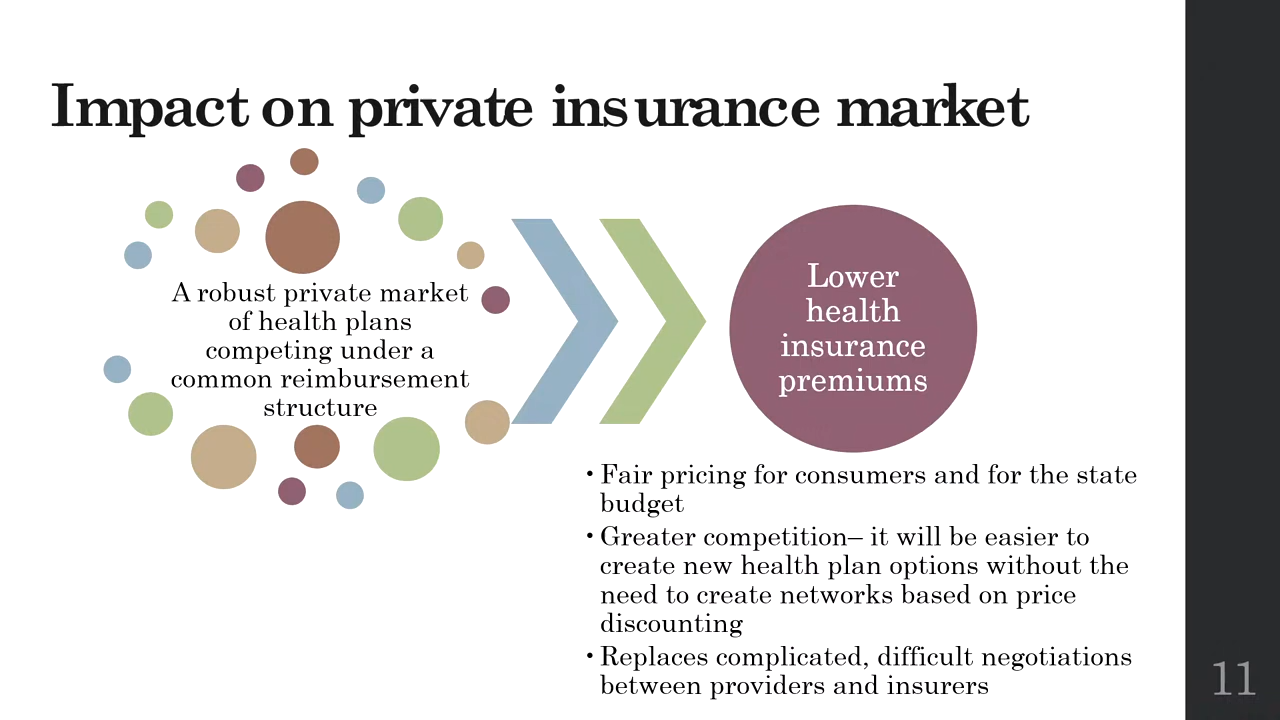 Impact on private insurance market
A robust private market
of health plans
competing under a
common reimbursement
structure
Lower
health
insurance
premiums
• Fair pricing for consumers and for the state
budget
• Greater competition– it will be easier to
create new health plan options without the
need to create networks based on price
discounting
• Replaces complicated, difficult negotiations
between providers and insurers
11